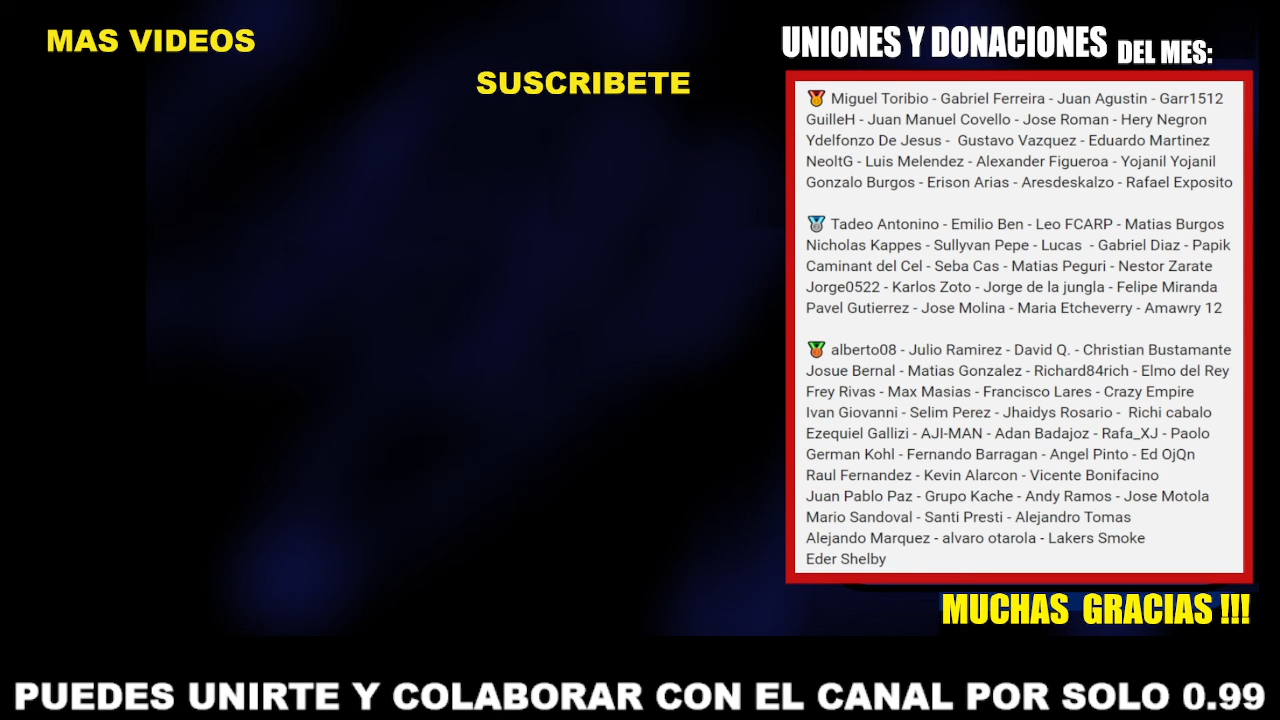 MAS VIDEOS
SUSCRIBETE
UNIONES Y DONACIONES DEL MES:
Miguel Toribio - Gabriel Ferreira - Juan Agustin - Garr1512
GuilleH - Juan Manuel Covello - Jose Roman - Hery Negron
Ydelfonzo De Jesus - Gustavo Vazquez - Eduardo Martinez
NeoltG - Luis Melendez - Alexander Figueroa - Yojanil Yojanil
Gonzalo Burgos - Erison Arias - Aresdeskalzo - Rafael Exposito
Tadeo Antonino - Emilio Ben - Leo FCARP - Matias Burgos
Nicholas Kappes - Sullyvan Pepe - Lucas - Gabriel Diaz - Papik
Caminant del Cel - Seba Cas - Matias Peguri - Nestor Zarate
Jorge0522 - Karlos Zoto - Jorge de la jungla - Felipe Miranda
Pavel Gutierrez - Jose Molina - Maria Etcheverry - Amawry 12
alberto08 - Julio Ramirez - David Q. - Christian Bustamante
Josue Bernal - Matias Gonzalez - Richard84rich - Elmo del Rey
Frey Rivas - Max Masias - Francisco Lares - Crazy Empire
Ivan Giovanni - Selim Perez - Jhaidys Rosario - Richi cabalo
Ezequiel Gallizi - AJI-MAN - Adan Badajoz - Rafa_XJ - Paolo
German Kohl - Fernando Barragan - Angel Pinto - Ed OjQn
Raul Fernandez - Kevin Alarcon - Vicente Bonifacino
Juan Pablo Paz - Grupo Kache - Andy Ramos - Jose Motola
Mario Sandoval - Santi Presti - Alejandro Tomas
Alejando Marquez - alvaro otarola - Lakers Smoke
Eder Shelby
MUCHAS GRACIAS !!!
PUEDES UNIRTE Y COLABORAR CON EL CANAL POR SOLO 0.99